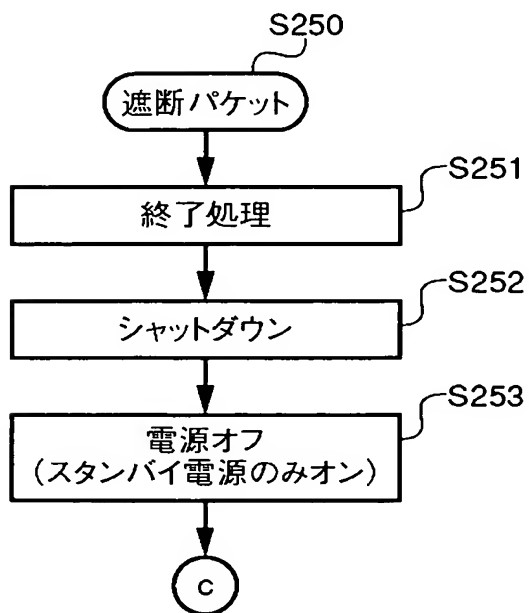 S250
遮断パケット
S251
終了処理
S252
シャットダウン
S253
電源オフ
(スタンバイ電源のみオン)
c